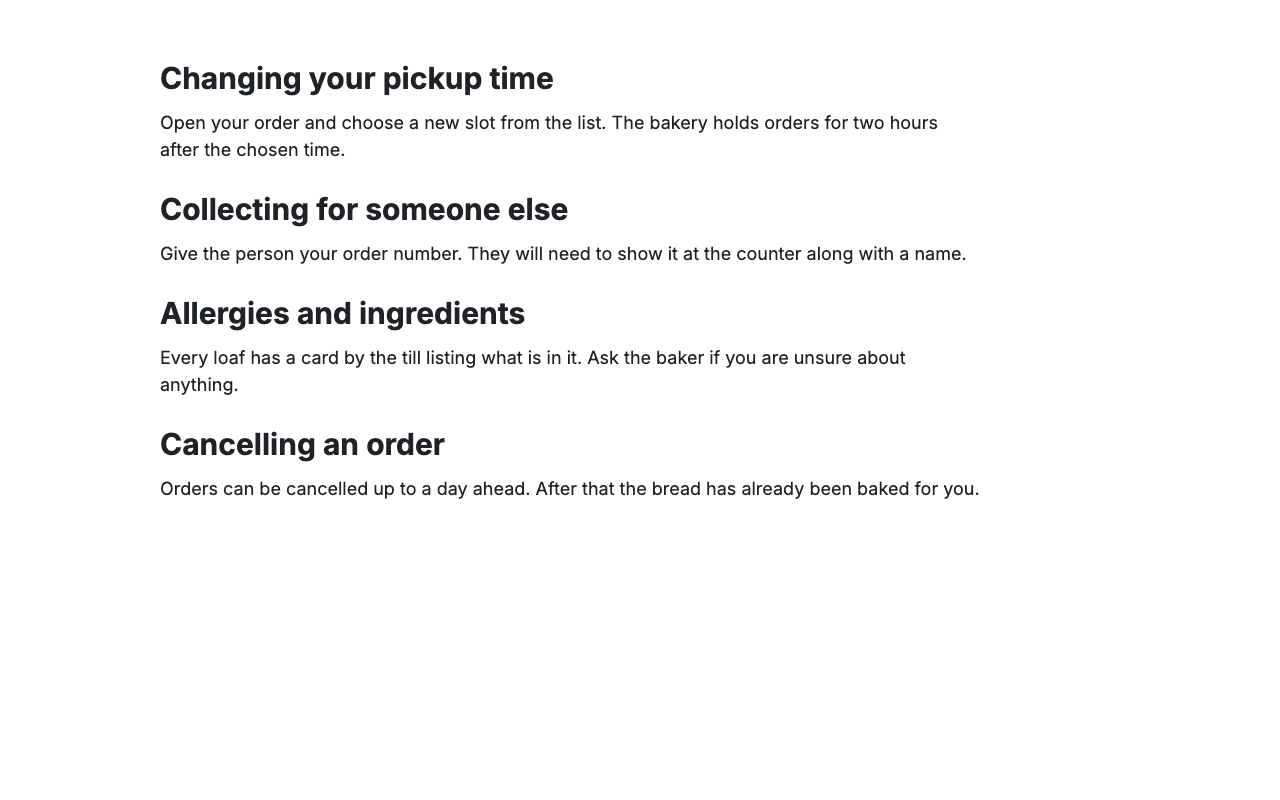 Changing your pickup time
Open your order and choose a new slot from the list. The bakery holds orders for two hours
after the chosen time.
Collecting for someone else
Give the person your order number. They will need to show it at the counter along with a name.
Allergies and ingredients
Every loaf has a card by the till listing what is in it. Ask the baker if you are unsure about
anything.
Cancelling an order
Orders can be cancelled up to a day ahead. After that the bread has already been baked for you.